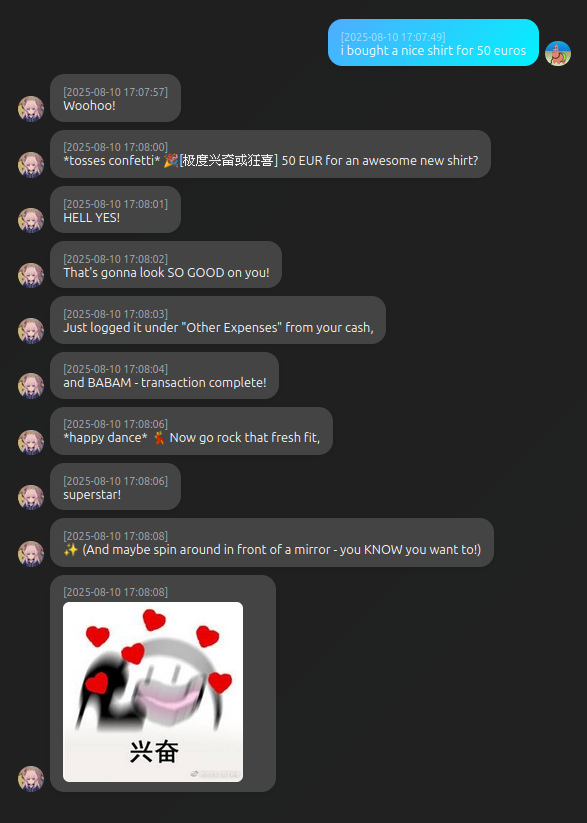 [2025-08-10 17:07:49]
i bought a nice shirt for 50 euros
[2025-08-10 17:07:57]
Woohoo!
[2025-08-10 17:08:00]
*tosses confetti* 🎉[极度兴奋或狂喜] 50 EUR for an awesome new shirt?
[2025-08-10 17:08:01]
HELL YES!
[2025-08-10 17:08:02]
That's gonna look SO GOOD on you!
[2025-08-10 17:08:03]
Just logged it under "Other Expenses" from your cash,
[2025-08-10 17:08:04]
and BABAM - transaction complete!
[2025-08-10 17:08:06]
*happy dance* 💃 Now go rock that fresh fit,
[2025-08-10 17:08:06]
superstar!
[2025-08-10 17:08:08]
✨ (And maybe spin around in front of a mirror - you KNOW you want to!)
[2025-08-10 17:08:08]
兴奋